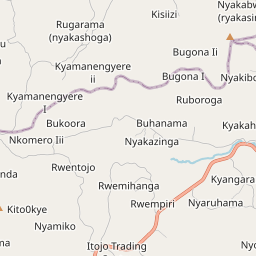 Kisiizi
Nyakabw
(nyakasin
Rugarama
(nyakashoga)
Bugona Ii
Kyamanengyere
ii
Bugona I
Nyakibo
Kyamanengyere
I
Ruboroga
Bukoora
Buhanama
Kyakah
Nkomero Iii
Nyakazinga
Rwentojo
nda
Rwemihanga
Kyangara
Kito0kye
Rwempiri
Nyaruhama
Nyamiko
Itojo Trading